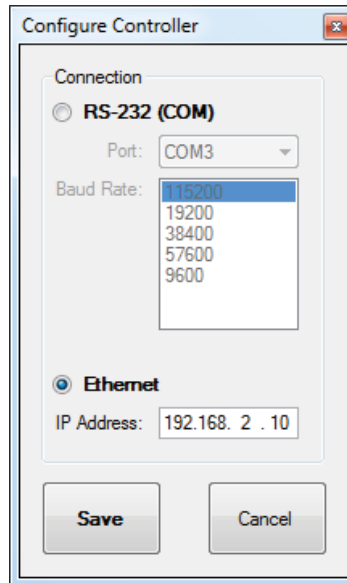 Configure Controller
Connection
RS-232 (COM)
Port: COM3
Baud Rate: 115200
19200
38400
57600
9600
Ethernet
IP Address: 192.168. 2 . 10
Save Cancel